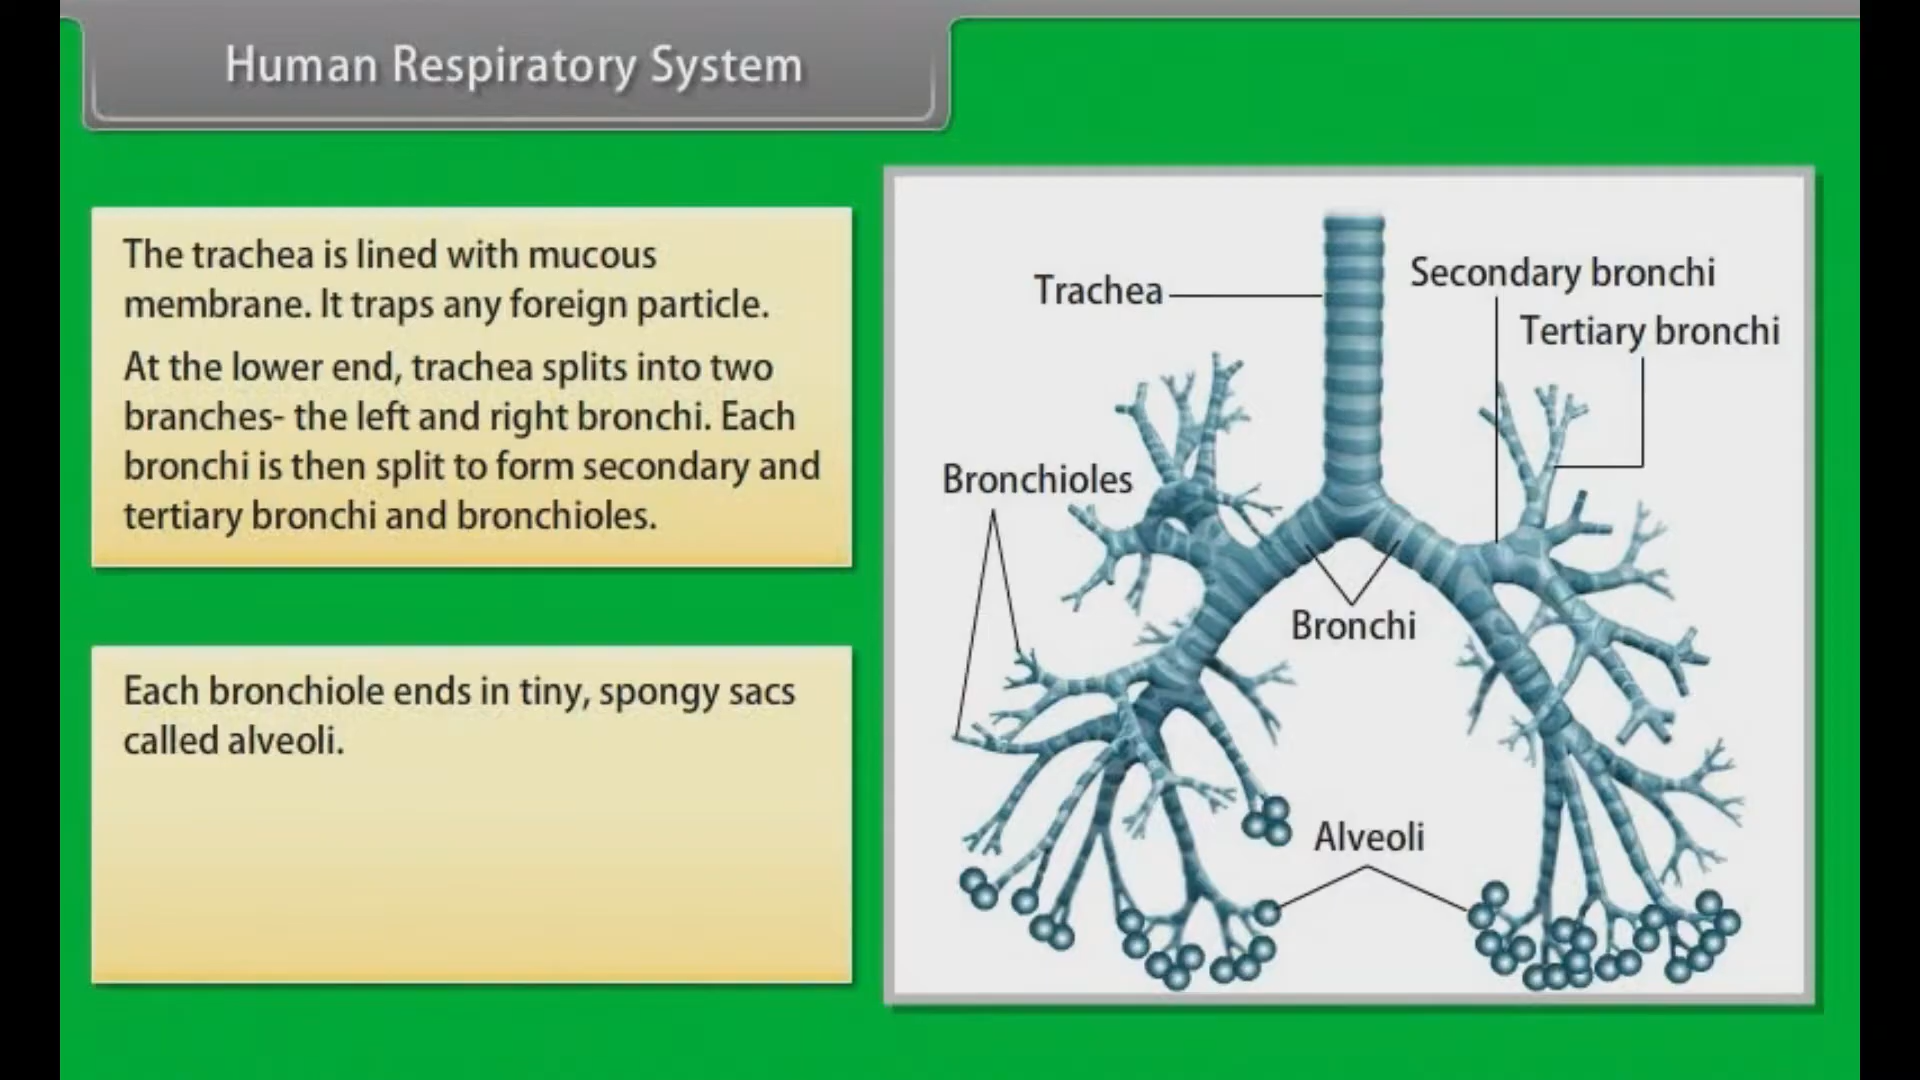 Human Respiratory System
The trachea is lined with mucous
membrane. It traps any foreign particle.
At the lower end, trachea splits into two
branches- the left and right bronchi. Each
bronchi is then split to form secondary and
tertiary bronchi and bronchioles.
Each bronchiole ends in tiny, spongy sacs
called alveoli.
Trachea
Secondary bronchi
Tertiary bronchi
Bronchioles
Bronchi
Alveoli